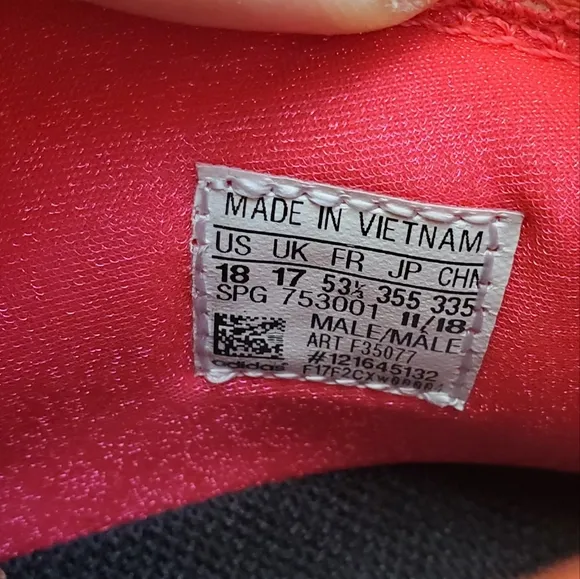 MADE IN VIETNAM
US UK FR JP CHN
18 17 53⅓ 355 335
SPG 753001 11/18
MALE/MALE
ART F35077
#121645132
adidas